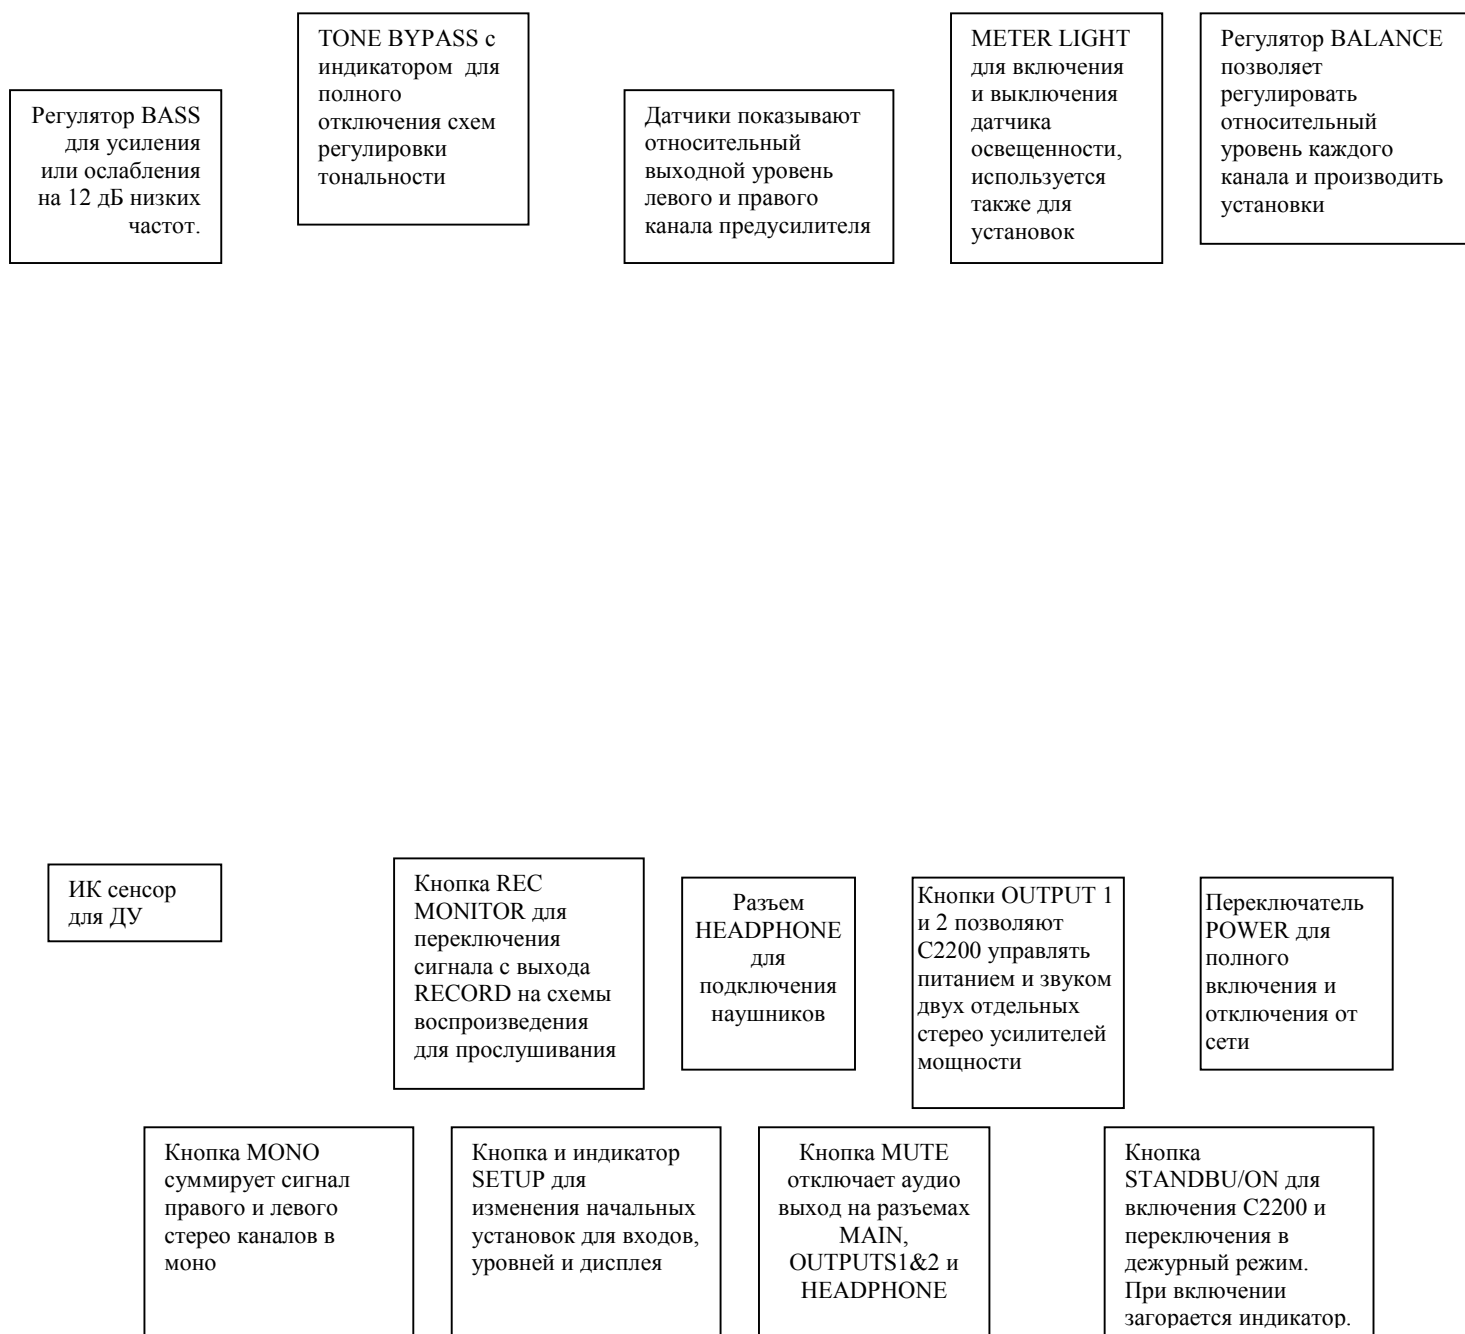 TONE BYPASS с
индикатором для
полного
отключения схем
регулировки
тональности
METER LIGHT
для включения
и выключения
датчика
освещенности,
используется
также для
установок
Регулятор BALANCE
позволяет
регулировать
относительный
уровень каждого
канала и производить
установки
Регулятор BASS
для усиления
или ослабления
на 12 дБ низких
частот.
Датчики показывают
относительный
выходной уровень
левого и правого
канала предусилителя
ИК сенсор
для ДУ
Кнопка REC
MONITOR для
переключения
сигнала с выхода
RECORD на схемы
воспроизведения
для прослушивания
Разъем
HEADPHONE
для
подключения
наушников
Кнопки OUTPUT 1
и 2 позволяют
C2200 управлять
питанием и звуком
двух отдельных
стерео усилителей
мощности
Переключатель
POWER для
полного
включения и
отключения от
сети
Кнопка MONO
суммирует сигнал
правого и левого
стерео каналов в
моно
Кнопка и индикатор
SETUP для
изменения начальных
установок для входов,
уровней и дисплея
Кнопка MUTE
отключает аудио
выход на разъемах
MAIN,
OUTPUTS1&2 и
HEADPHONE
Кнопка
STANDBU/ON для
включения C2200 и
переключения в
дежурный режим.
При включении
загорается индикатор.